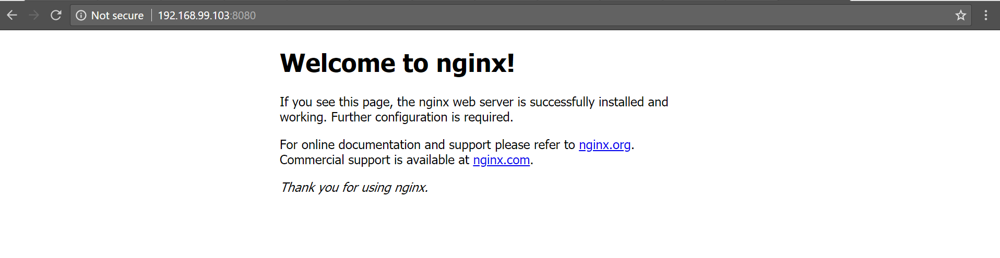 Not secure 192.168.99.103:8080
Welcome to nginx!
If you see this page, the nginx web server is successfully installed and
working. Further configuration is required.
For online documentation and support please refer to nginx.org.
Commercial support is available at nginx.com.
Thank you for using nginx.